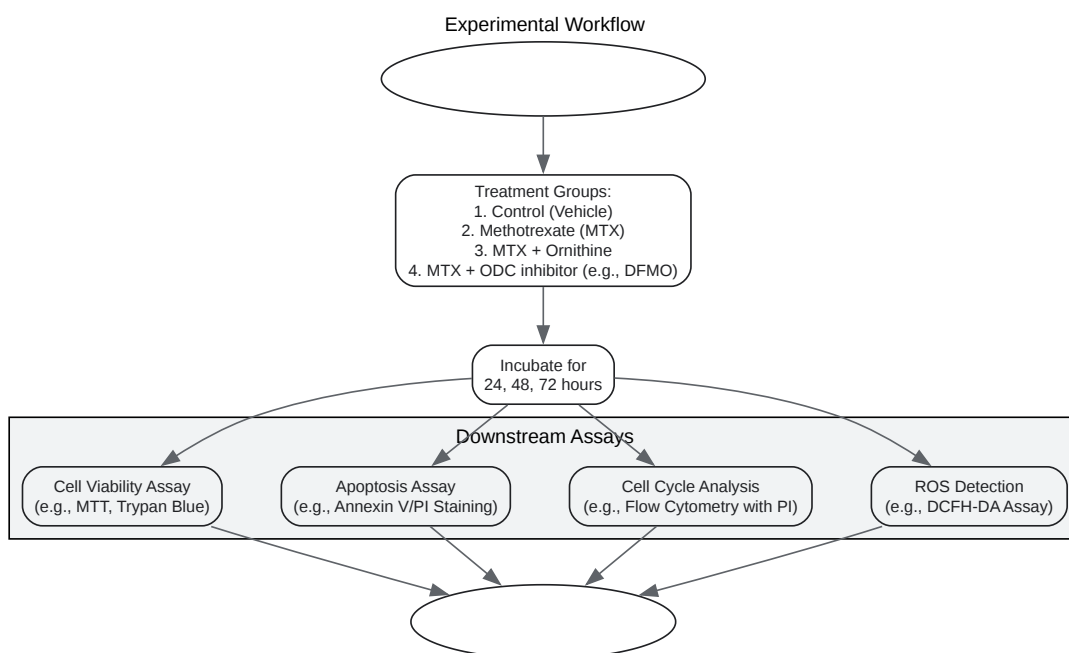 Experimental Workflow
Treatment Groups:
1. Control (Vehicle)
2. Methotrexate (MTX)
3. MTX + Ornithine
4. MTX + ODC inhibitor (e.g., DFMO)
Incubate for
24, 48, 72 hours
Downstream Assays
Cell Viability Assay
(e.g., MTT, Trypan Blue)
Apoptosis Assay
(e.g., Annexin V/PI Staining)
Cell Cycle Analysis
(e.g., Flow Cytometry with PI)
ROS Detection
(e.g., DCFH-DA Assay)